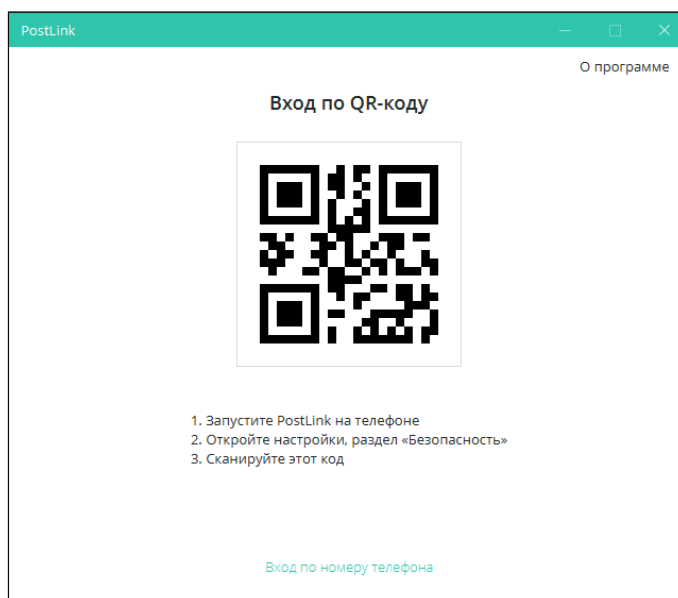 PostLink
О программе
Вход по QR-коду
1. Запустите PostLink на телефоне
2. Откройте настройки, раздел «Безопасность»
3. Сканируйте этот код
Вход по номеру телефона